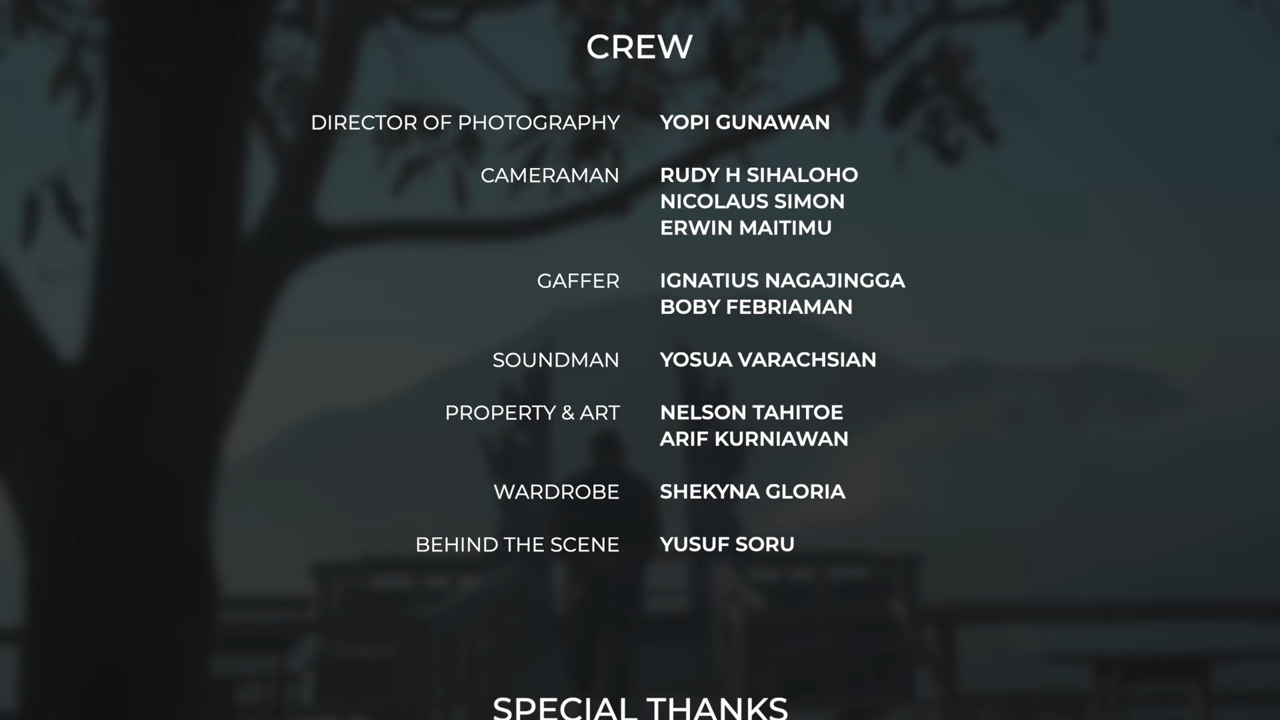 CREW
DIRECTOR OF PHOTOGRAPHY YOPI GUNAWAN
CAMERAMAN RUDY H SIHALOHO
NICOLAUS SIMON
ERWIN MAITIMU
GAFFER IGNATIUS NAGAJINGGA
BOBY FEBRIAMAN
SOUNDMAN YOSUA VARACHSIAN
PROPERTY & ART NELSON TAHITOE
ARIF KURNIAWAN
WARDROBE SHEKYNA GLORIA
BEHIND THE SCENE YUSUF SORU
SPECIAL THANKS